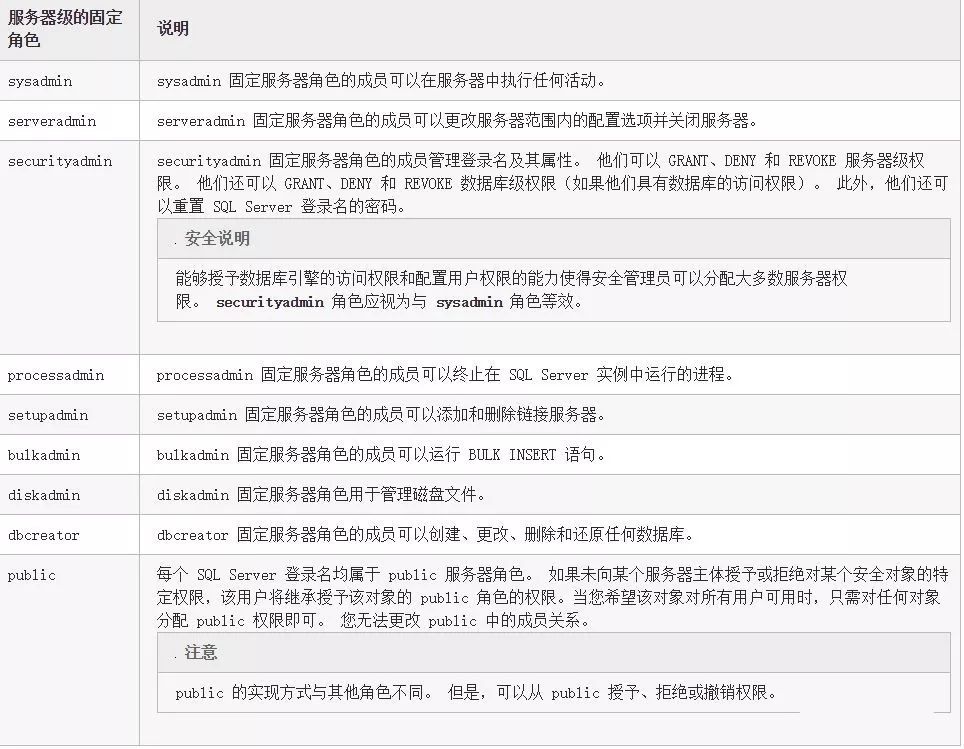 服务器级的固定
角色
说明
sysadmin
sysadmin 固定服务器角色的成员可以在服务器中执行任何活动。
serveradmin
serveradmin 固定服务器角色的成员可以更改服务器范围内的配置选项并关闭服务器。
securityadmin
securityadmin 固定服务器角色的成员管理登录名及其属性。 他们可以 GRANT、DENY 和 REVOKE 服务器级权
限。 他们还可以 GRANT、DENY 和 REVOKE 数据库级权限（如果他们具有数据库的访问权限）。 此外，他们还可
以重置 SQL Server 登录名的密码。
. 安全说明
能够授予数据库引擎的访问权限和配置用户权限的能力使得安全管理员可以分配大多数服务器权
限。 securityadmin 角色应视为与 sysadmin 角色等效。
processadmin
processadmin 固定服务器角色的成员可以终止在 SQL Server 实例中运行的进程。
setupadmin
setupadmin 固定服务器角色的成员可以添加和删除链接服务器。
bulkadmin
bulkadmin 固定服务器角色的成员可以运行 BULK INSERT 语句。
diskadmin
diskadmin 固定服务器角色用于管理磁盘文件。
dbcreator
dbcreator 固定服务器角色的成员可以创建、更改、删除和还原任何数据库。
public
每个 SQL Server 登录名均属于 public 服务器角色。 如果未向某个服务器主体授予或拒绝对某个安全对象的特
定权限，该用户将继承授予该对象的 public 角色的权限。当您希望该对象对所有用户可用时，只需对任何对象
分配 public 权限即可。 您无法更改 public 中的成员关系。
. 注意
public 的实现方式与其他角色不同。 但是，可以从 public 授予、拒绝或撤销权限。